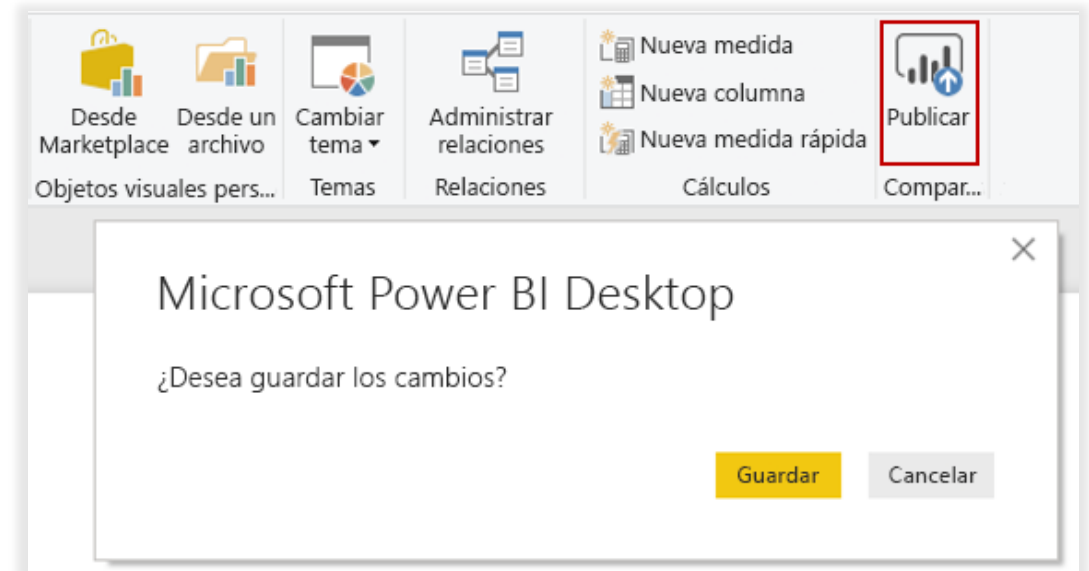 Desde
Marketplace
Desde un
archivo
Objetos visuales pers...
Cambiar
tema
Temas
Administrar
relaciones
Relaciones
Nueva medida
Nueva columna
Nueva medida rápida
Cálculos
Publicar
Compar...
Microsoft Power BI Desktop
¿Desea guardar los cambios?
Guardar
Cancelar